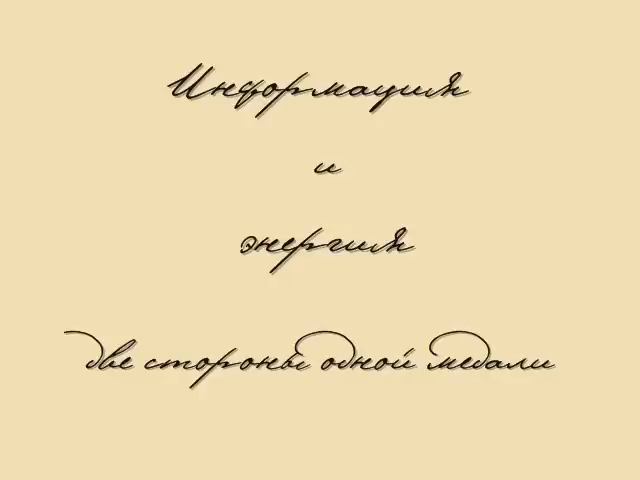 Информация
и
энергия
две стороны одной медали